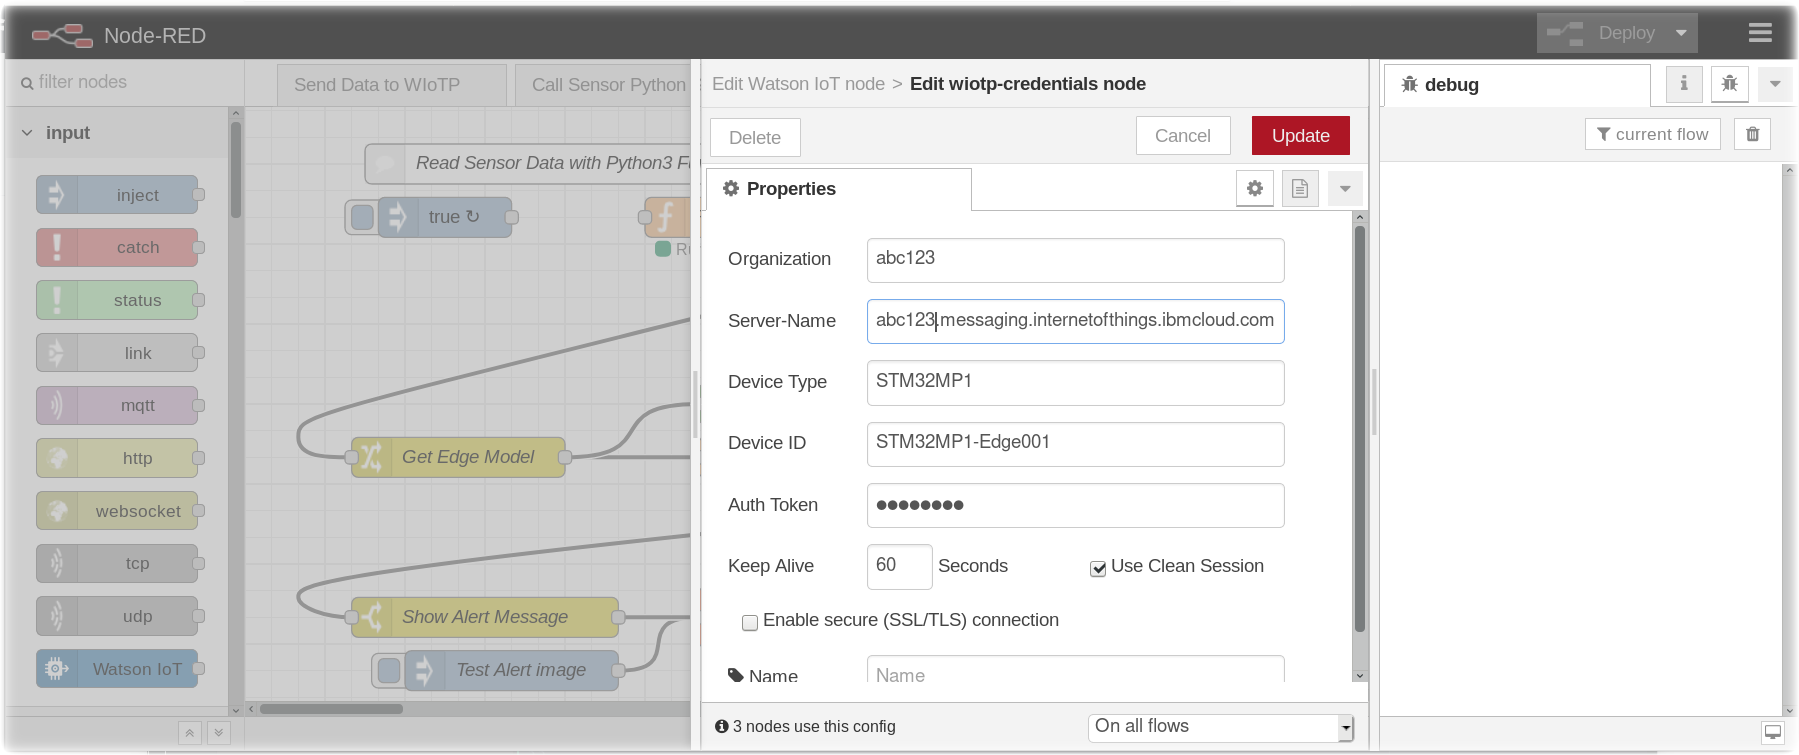 Node-RED
Deploy
filter nodes
Send Data to WIoTP
Call Sensor Python
Edit Watson IoT node > Edit wiotp-credentials node
debug
input
Delete
Cancel
Update
current flow
Read Sensor Data with Python3 F
Properties
inject
true ↻
catch
status
link
mqtt
http
websocket
tcp
udp
Watson IoT
Get Edge Model
Show Alert Message
Test Alert image
Organization
abc123
Server-Name
abc123.messaging.internetofthings.ibmcloud.com
Device Type
STM32MP1
Device ID
STM32MP1-Edge001
Auth Token
●●●●●●●●
Keep Alive
60
Seconds
Use Clean Session
Enable secure (SSL/TLS) connection
Name
Name
3 nodes use this config
On all flows